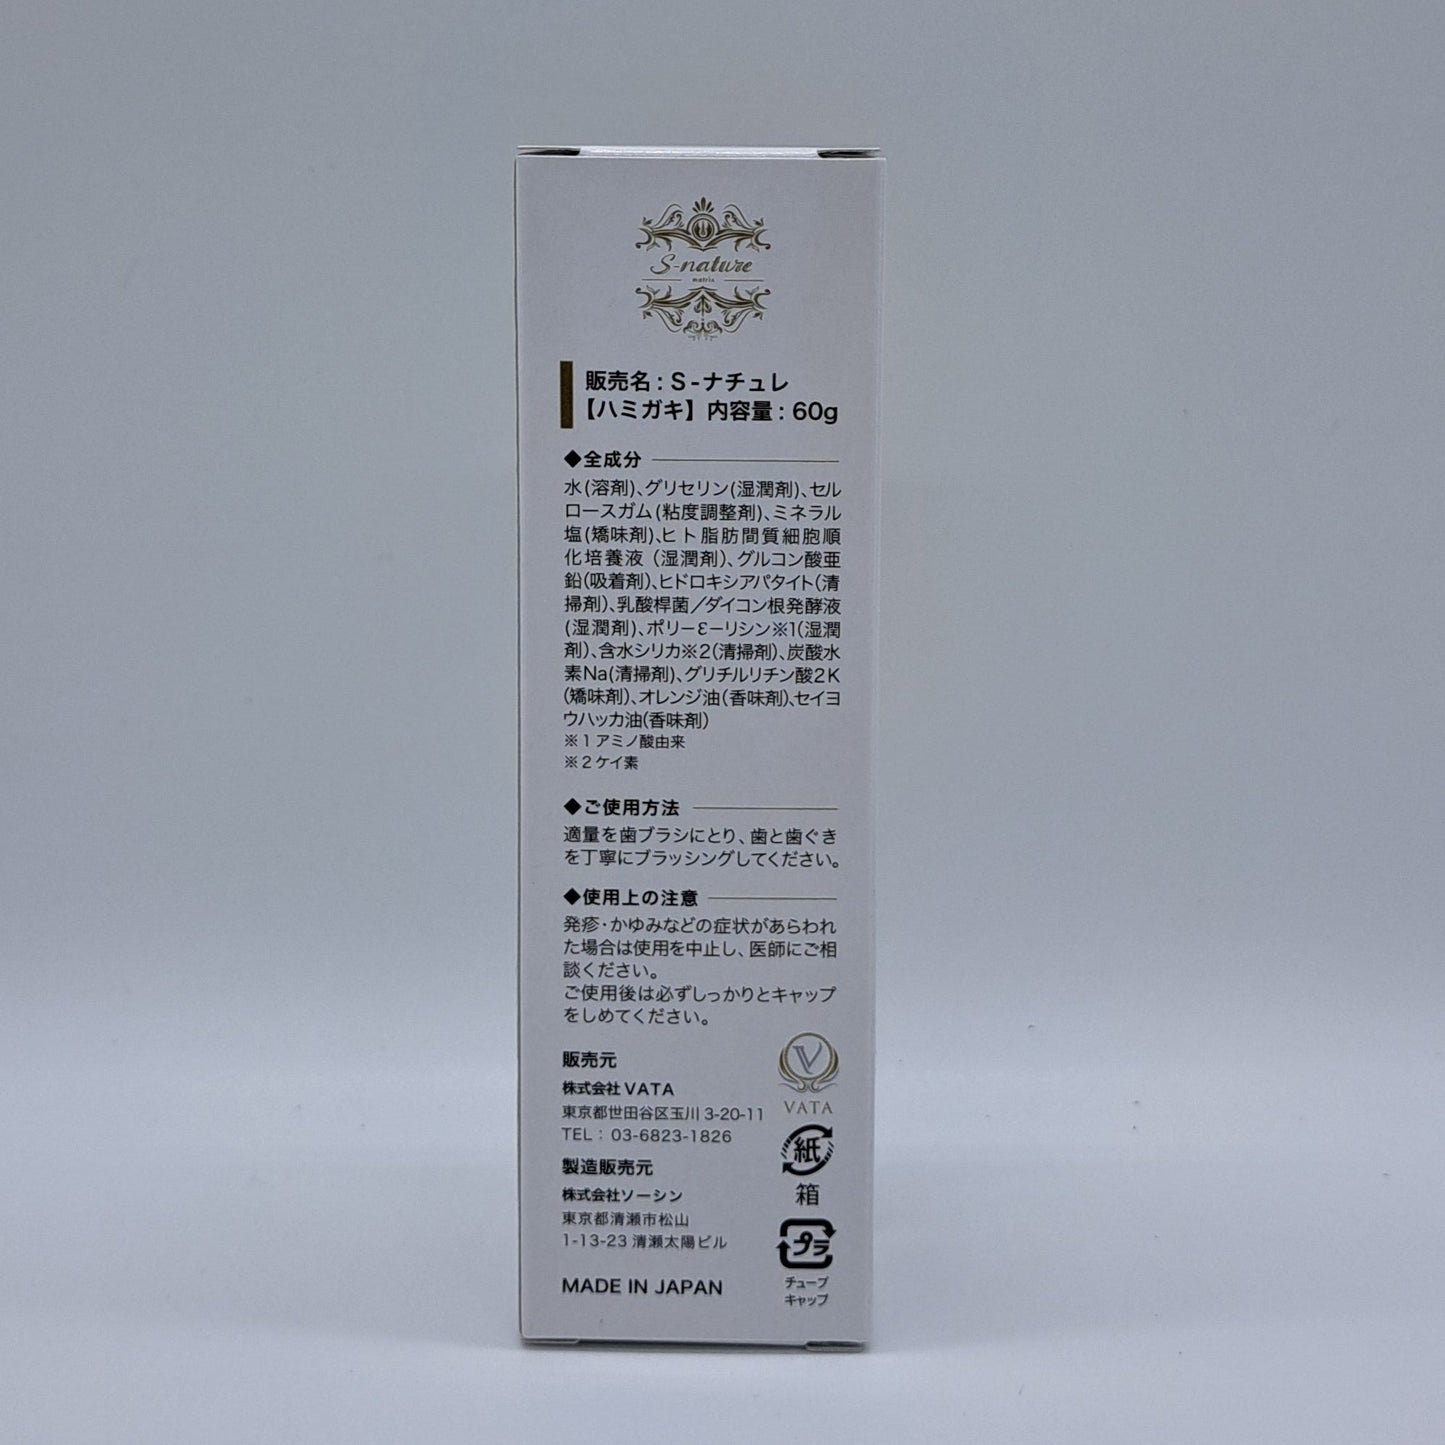 S-nature
matrix
販売名 : S-ナチュレ
【ハミガキ】 内容量 : 60g
◆全成分
水(溶剤)、グリセリン(湿潤剤)、セル
ロースガム(粘度調整剤)、ミネラル
塩(矯味剤)、ヒト脂肪間質細胞順
化培養液 (湿潤剤)、グルコン酸亜
鉛(吸着剤)、ヒドロキシアパタイト(清
掃剤)、乳酸桿菌／ダイコン根発酵液
(湿潤剤)、ポリーεーリシン※1(湿潤
剤)、含水シリカ※2(清掃剤)、炭酸水
素Na(清掃剤)、グリチルリチン酸2K
(矯味剤)、オレンジ油(香味剤)、セイヨ
ウハッカ油(香味剤)
※1 アミノ酸由来
※2 ケイ素
◆ご使用方法
適量を歯ブラシにとり、歯と歯ぐき
を丁寧にブラッシングしてください。
◆使用上の注意
発疹・かゆみなどの症状があらわれ
た場合は使用を中止し、医師にご相
談ください。
ご使用後は必ずしっかりとキャップ
をしめてください。
販売元
株式会社VATA
東京都世田谷区玉川 3-20-11
TEL : 03-6823-1826
製造販売元
株式会社ソーシン
東京都清瀬市松山
1-13-23 清瀬太陽ビル
MADE IN JAPAN
V
VATA
紙
箱
プラ
チューブ
キャップ